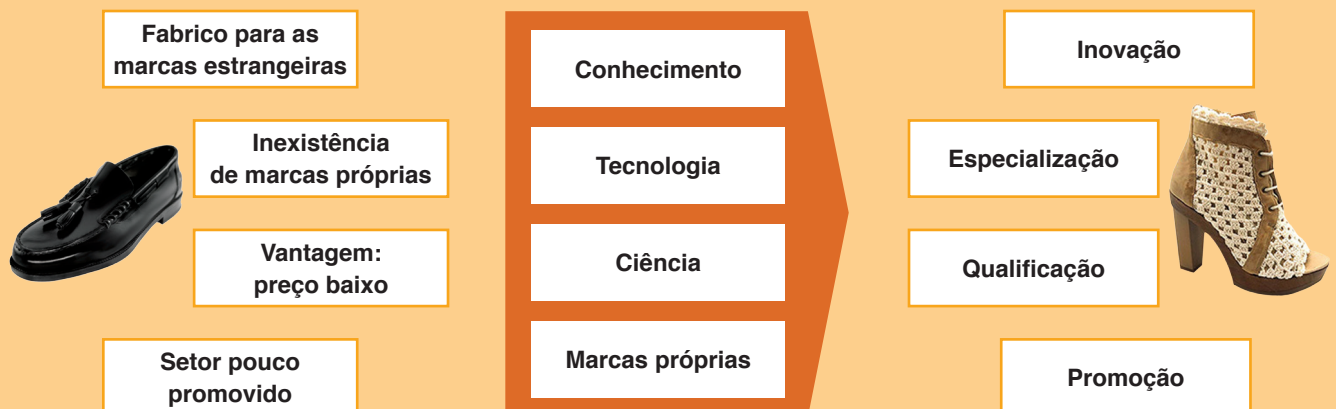 Fabrico para as
marcas estrangeiras
Inexistência
de marcas próprias
Vantagem:
preço baixo
Setor pouco
promovido
Conhecimento
Tecnologia
Ciência
Marcas próprias
Inovação
Especialização
Qualificação
Promoção